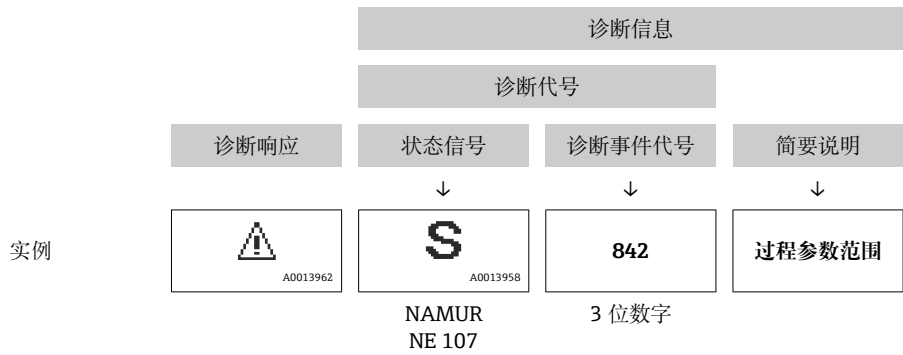 诊断信息
诊断代号
诊断响应 状态信号 诊断事件代号 简要说明
↓ ↓ ↓
实例 ⚠ S 842 过程参数范围
A0013962 A0013958
NAMUR 3 位数字
NE 107